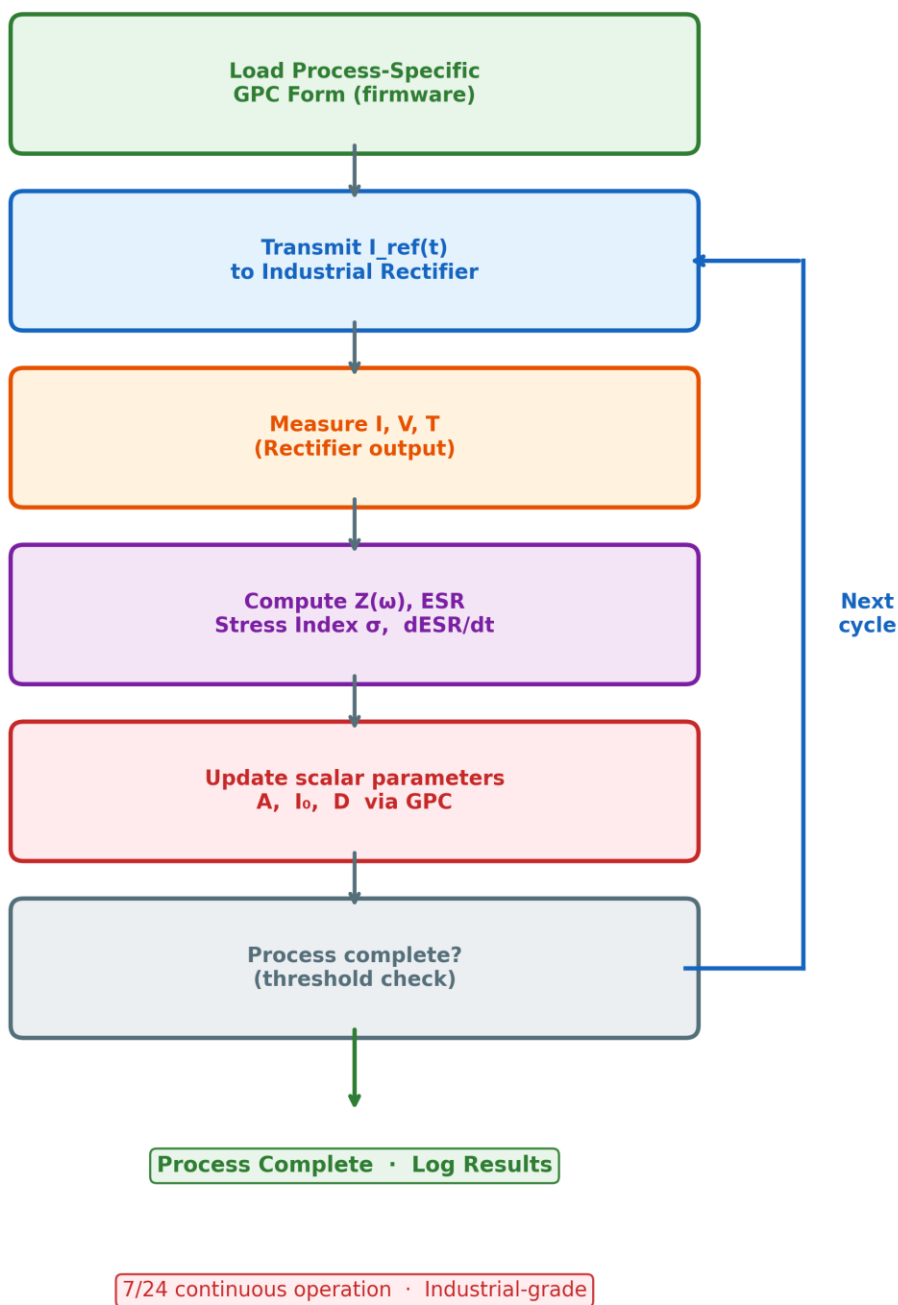 Load Process-Specific
GPC Form (firmware)
Transmit I_ref(t)
to Industrial Rectifier
Measure I, V, T
(Rectifier output)
Compute Z(ω), ESR
Stress Index σ,  dESR/dt
Next
cycle
Update scalar parameters
A,  I₀,  D  via GPC
Process complete?
(threshold check)
Process Complete  ·  Log Results
7/24 continuous operation  ·  Industrial-grade